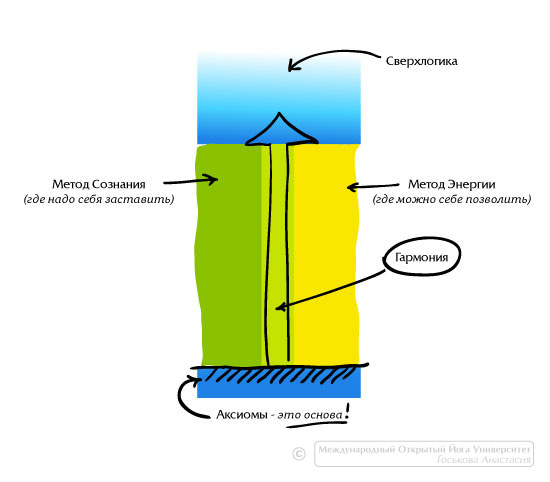 Сверхлогика
Метод Сознания
(где надо себя заставить)
Метод Энергии
(где можно себе позволить)
Гармония
Аксиомы - это основа!
© Международный Открытый Йога Университет
Госькова Анастасия